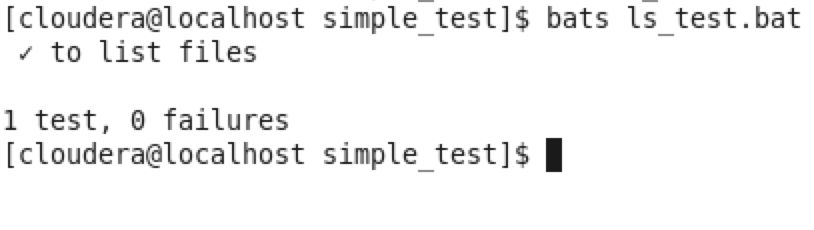 [cloudera@localhost simple_test]$ bats ls_test.bat
✓ to list files
1 test, 0 failures
[cloudera@localhost simple_test]$